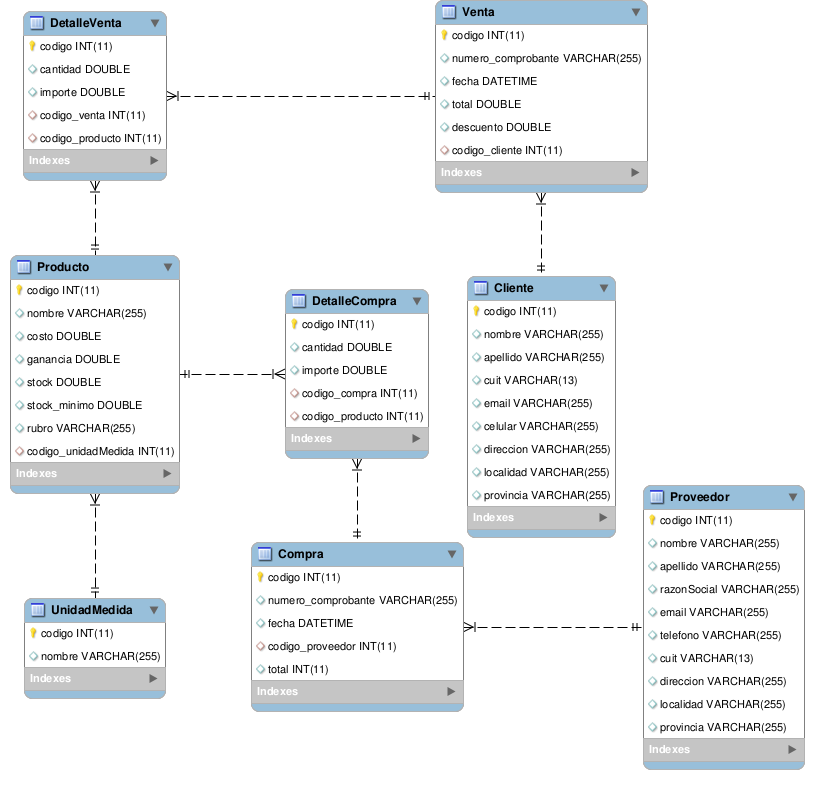 DetalleVenta
codigo INT(11)
cantidad DOUBLE
importe DOUBLE
codigo_venta INT(11)
codigo_producto INT(11)
Indexes
Venta
codigo INT(11)
numero_comprobante VARCHAR(255)
fecha DATETIME
total DOUBLE
descuento DOUBLE
codigo_cliente INT(11)
Indexes
Producto
codigo INT(11)
nombre VARCHAR(255)
costo DOUBLE
ganancia DOUBLE
stock DOUBLE
stock_minimo DOUBLE
rubro VARCHAR(255)
codigo_unidadMedida INT(11)
Indexes
DetalleCompra
codigo INT(11)
cantidad DOUBLE
importe DOUBLE
codigo_compra INT(11)
codigo_producto INT(11)
Indexes
Cliente
codigo INT(11)
nombre VARCHAR(255)
apellido VARCHAR(255)
cuit VARCHAR(13)
email VARCHAR(255)
celular VARCHAR(255)
direccion VARCHAR(255)
localidad VARCHAR(255)
provincia VARCHAR(255)
Indexes
UnidadMedida
codigo INT(11)
nombre VARCHAR(255)
Indexes
Compra
codigo INT(11)
numero_comprobante VARCHAR(255)
fecha DATETIME
codigo_proveedor INT(11)
total INT(11)
Indexes
Proveedor
codigo INT(11)
nombre VARCHAR(255)
apellido VARCHAR(255)
razonSocial VARCHAR(255)
email VARCHAR(255)
telefono VARCHAR(255)
cuit VARCHAR(13)
direccion VARCHAR(255)
localidad VARCHAR(255)
provincia VARCHAR(255)
Indexes